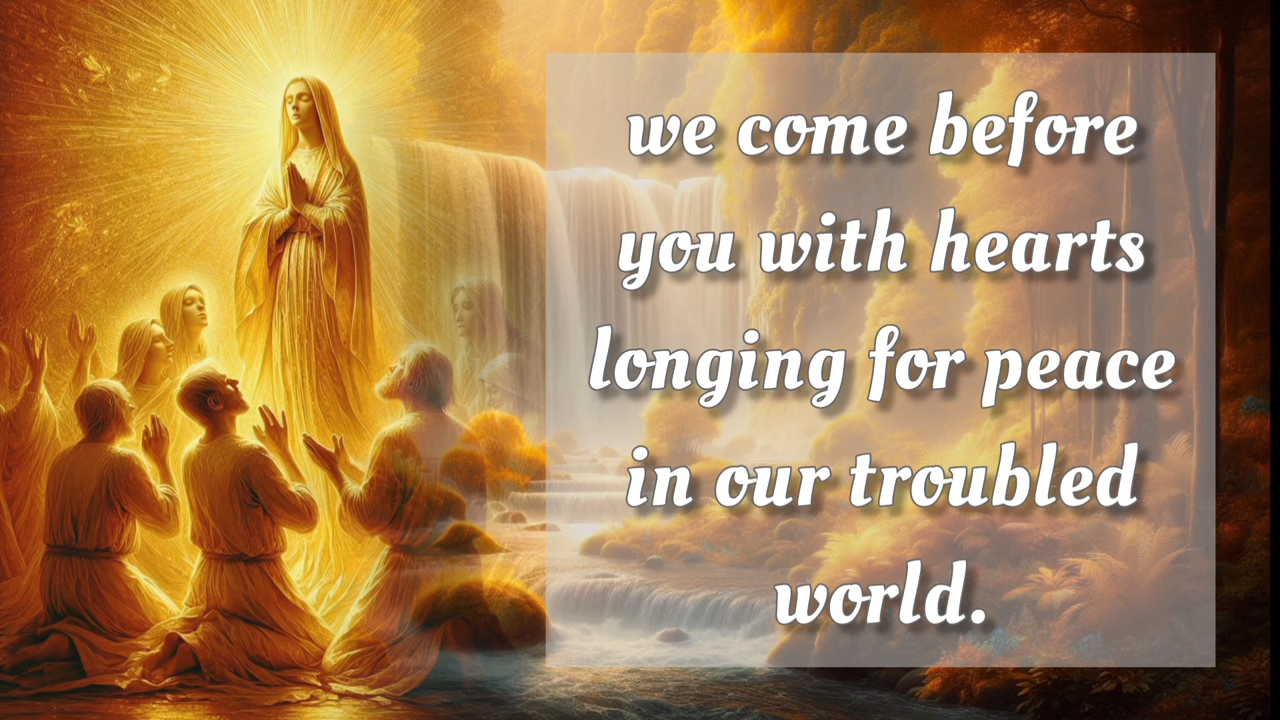 we come before
you with hearts
longing for peace
in our troubled
world.